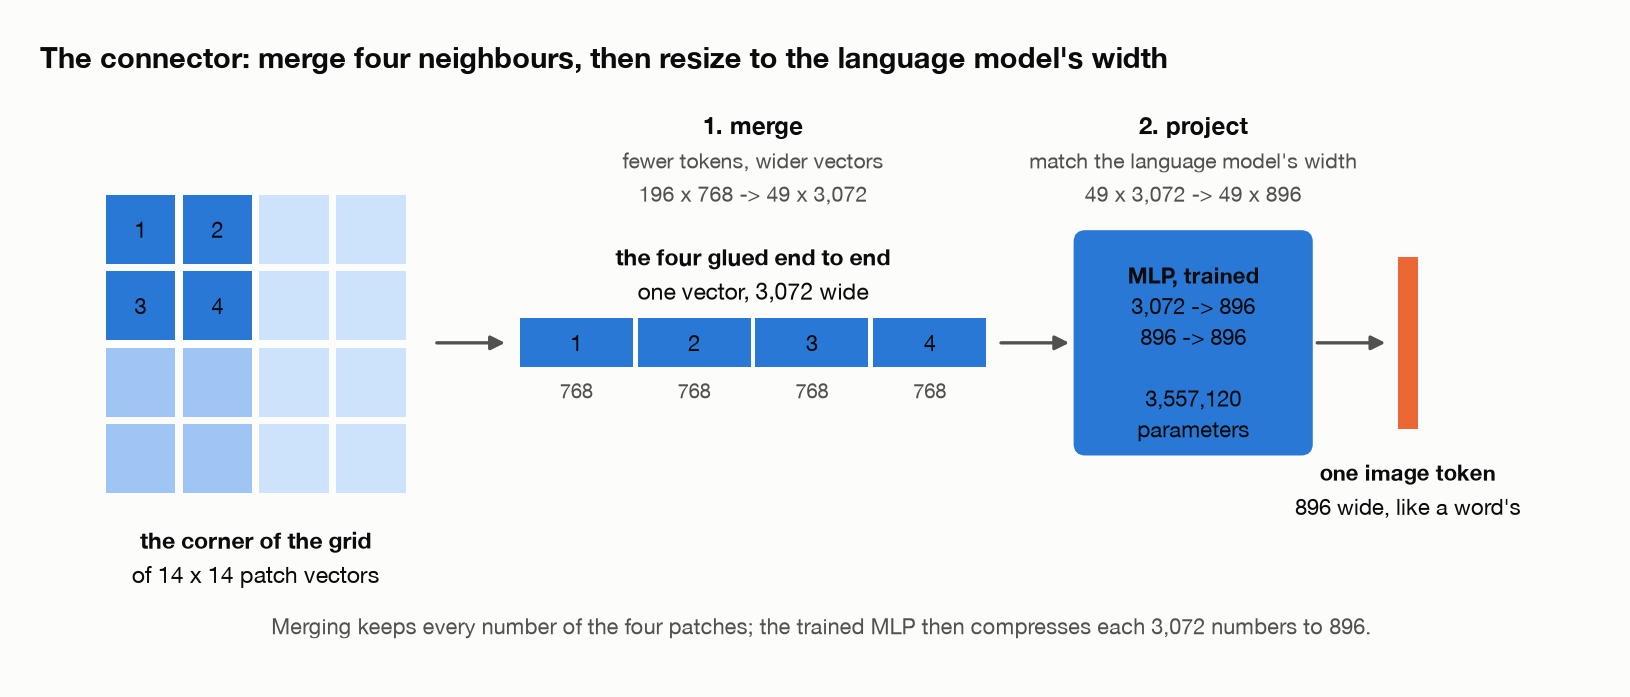 The connector: merge four neighbours, then resize to the language model's width
1. merge
fewer tokens, wider vectors
196 x 768 -> 49 x 3,072
2. project
match the language model's width
49 x 3,072 -> 49 x 896
1
2
3
4
the corner of the grid
of 14 x 14 patch vectors
the four glued end to end
one vector, 3,072 wide
1
2
3
4
768
768
768
768
MLP, trained
3,072 -> 896
896 -> 896
3,557,120
parameters
one image token
896 wide, like a word's
Merging keeps every number of the four patches; the trained MLP then compresses each 3,072 numbers to 896.